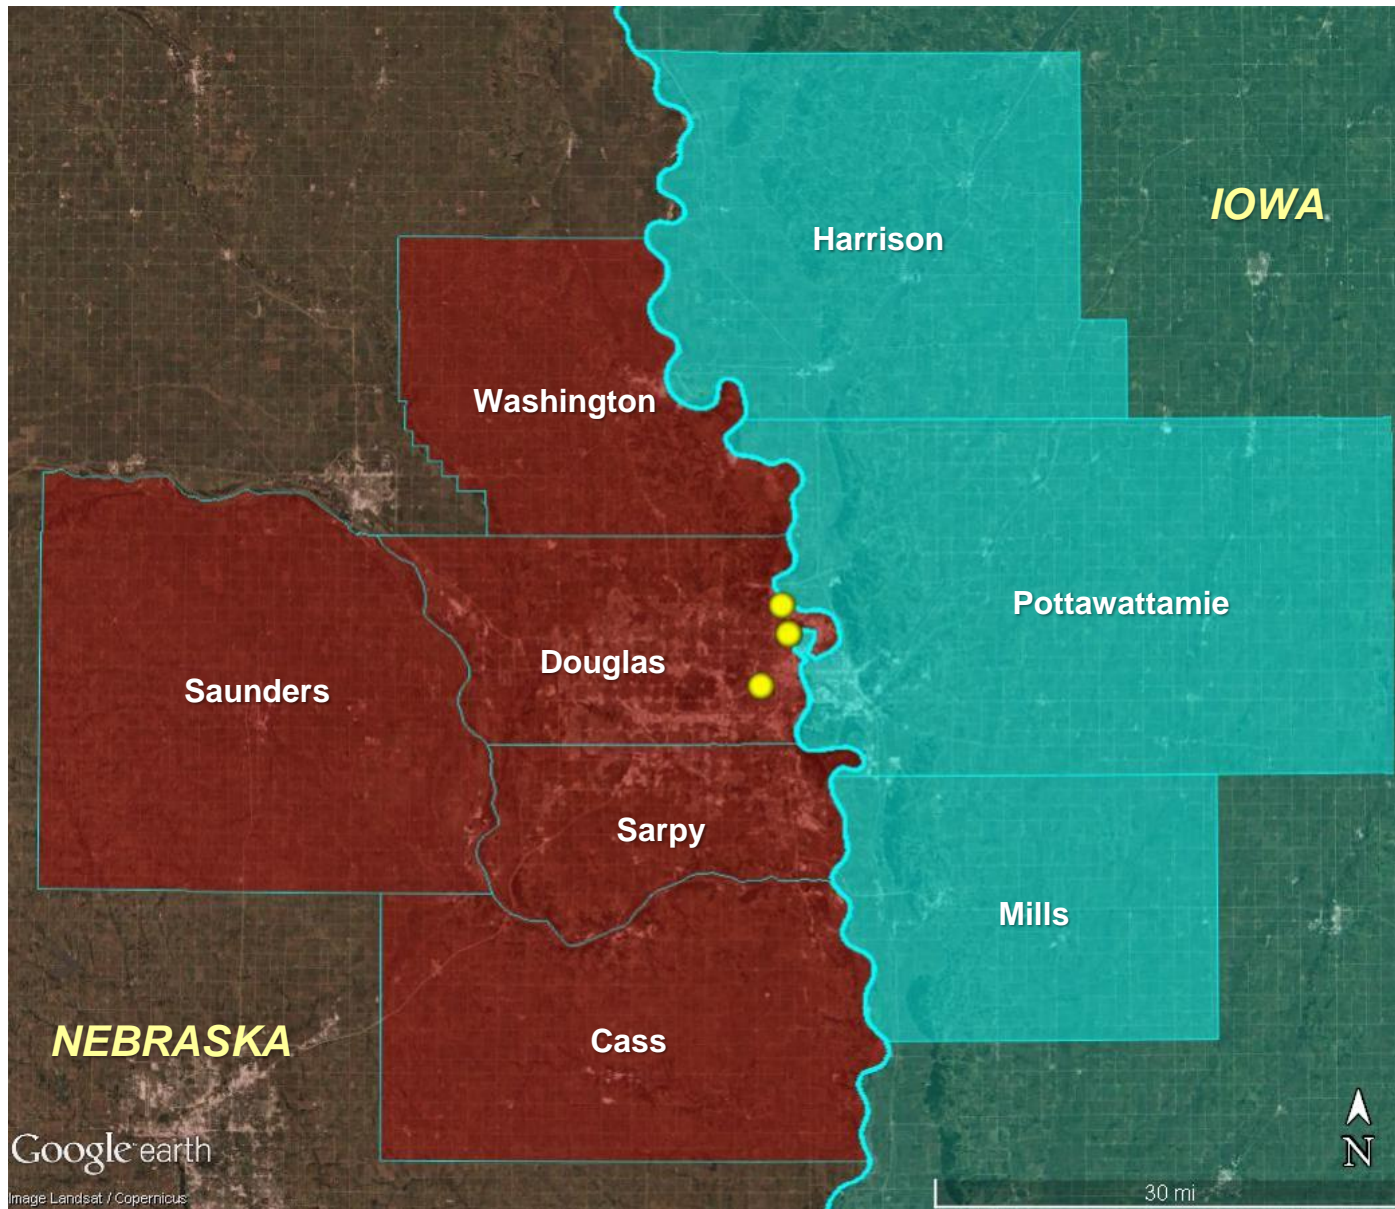 IOWA
Harrison
Washington
Pottawattamie
Douglas
Saunders
Sarpy
Mills
NEBRASKA
Cass
N
Google earth
30 mi
Image Landsat / Copernicus